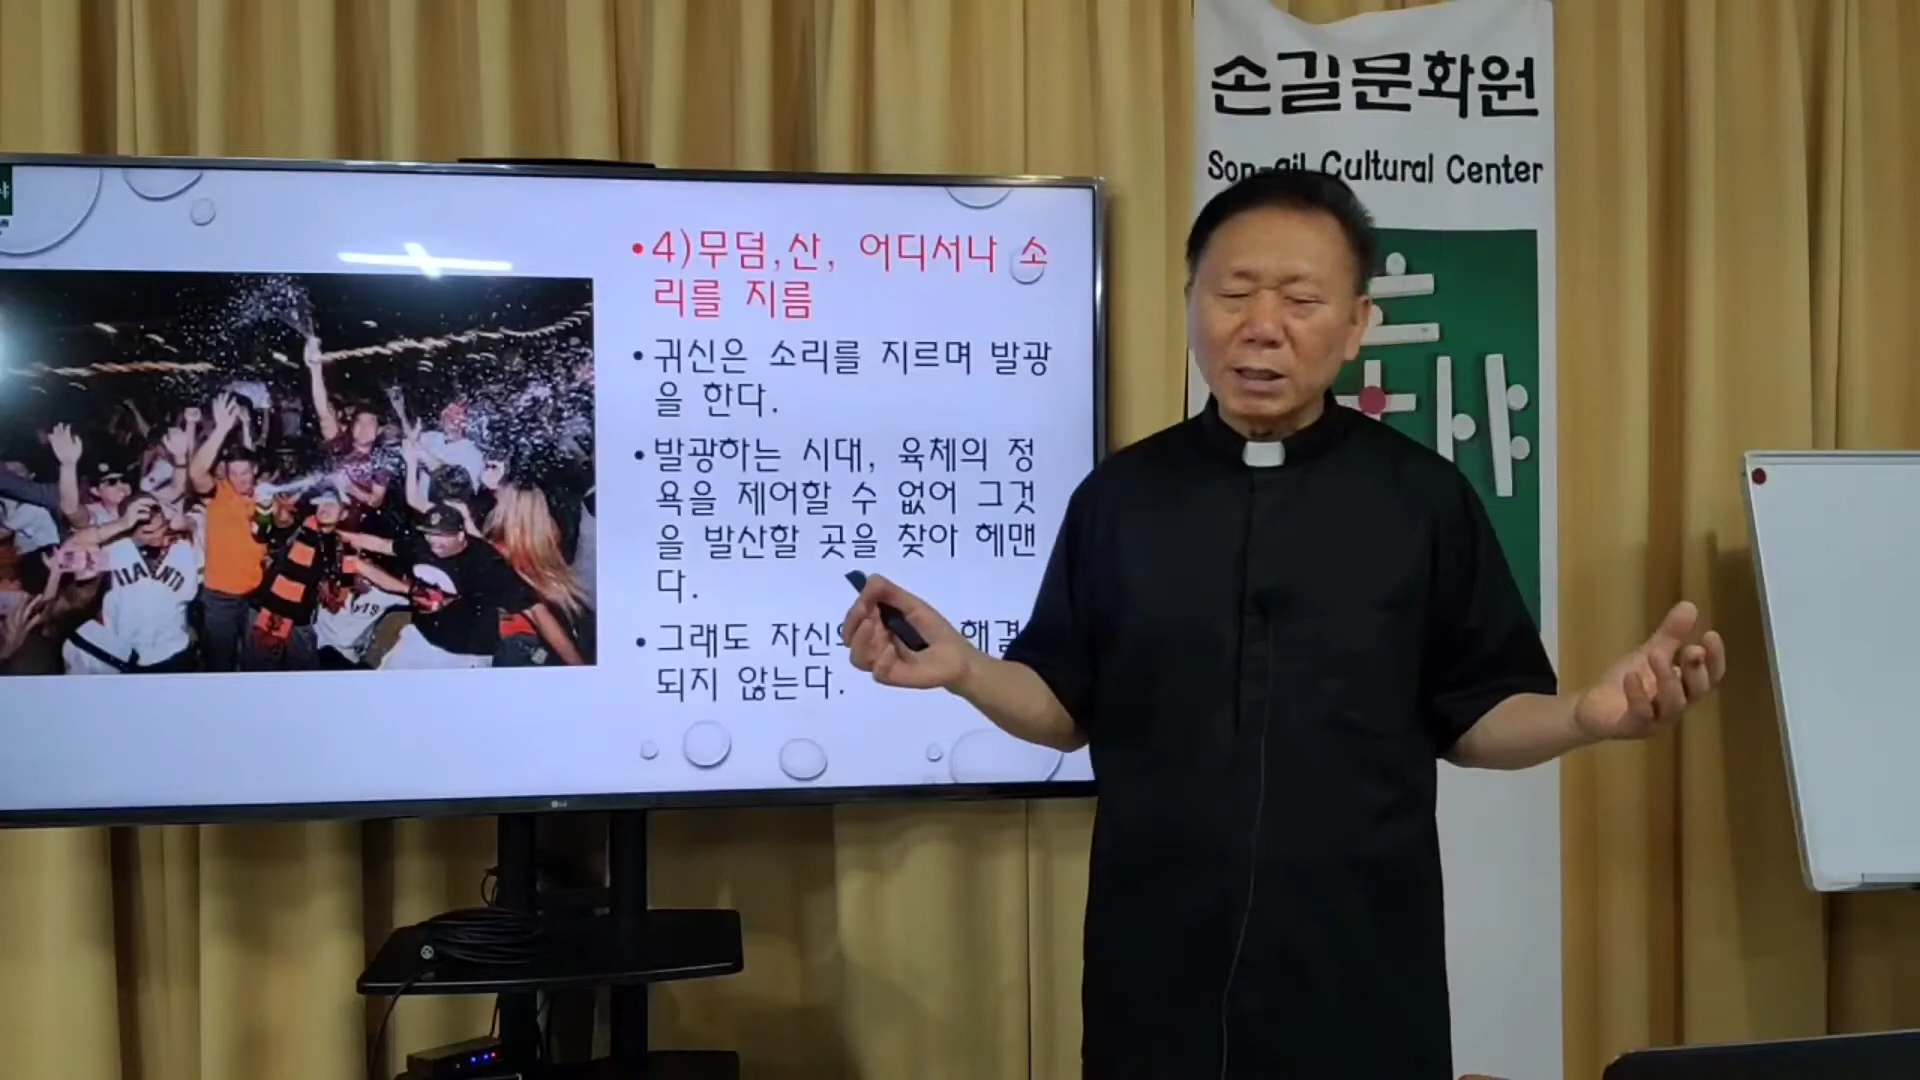 손길문화원
Son-gil Cultural Center
•4)무덤,산, 어디서나 소
리를 지름
•귀신은 소리를 지르며 발광
을 한다.
•발광하는 시대, 육체의 정
욕을 제어할 수 없어 그것
을 발산할 곳을 찾아 헤맨
다.
•그래도 해결
되지 않는다.
LG